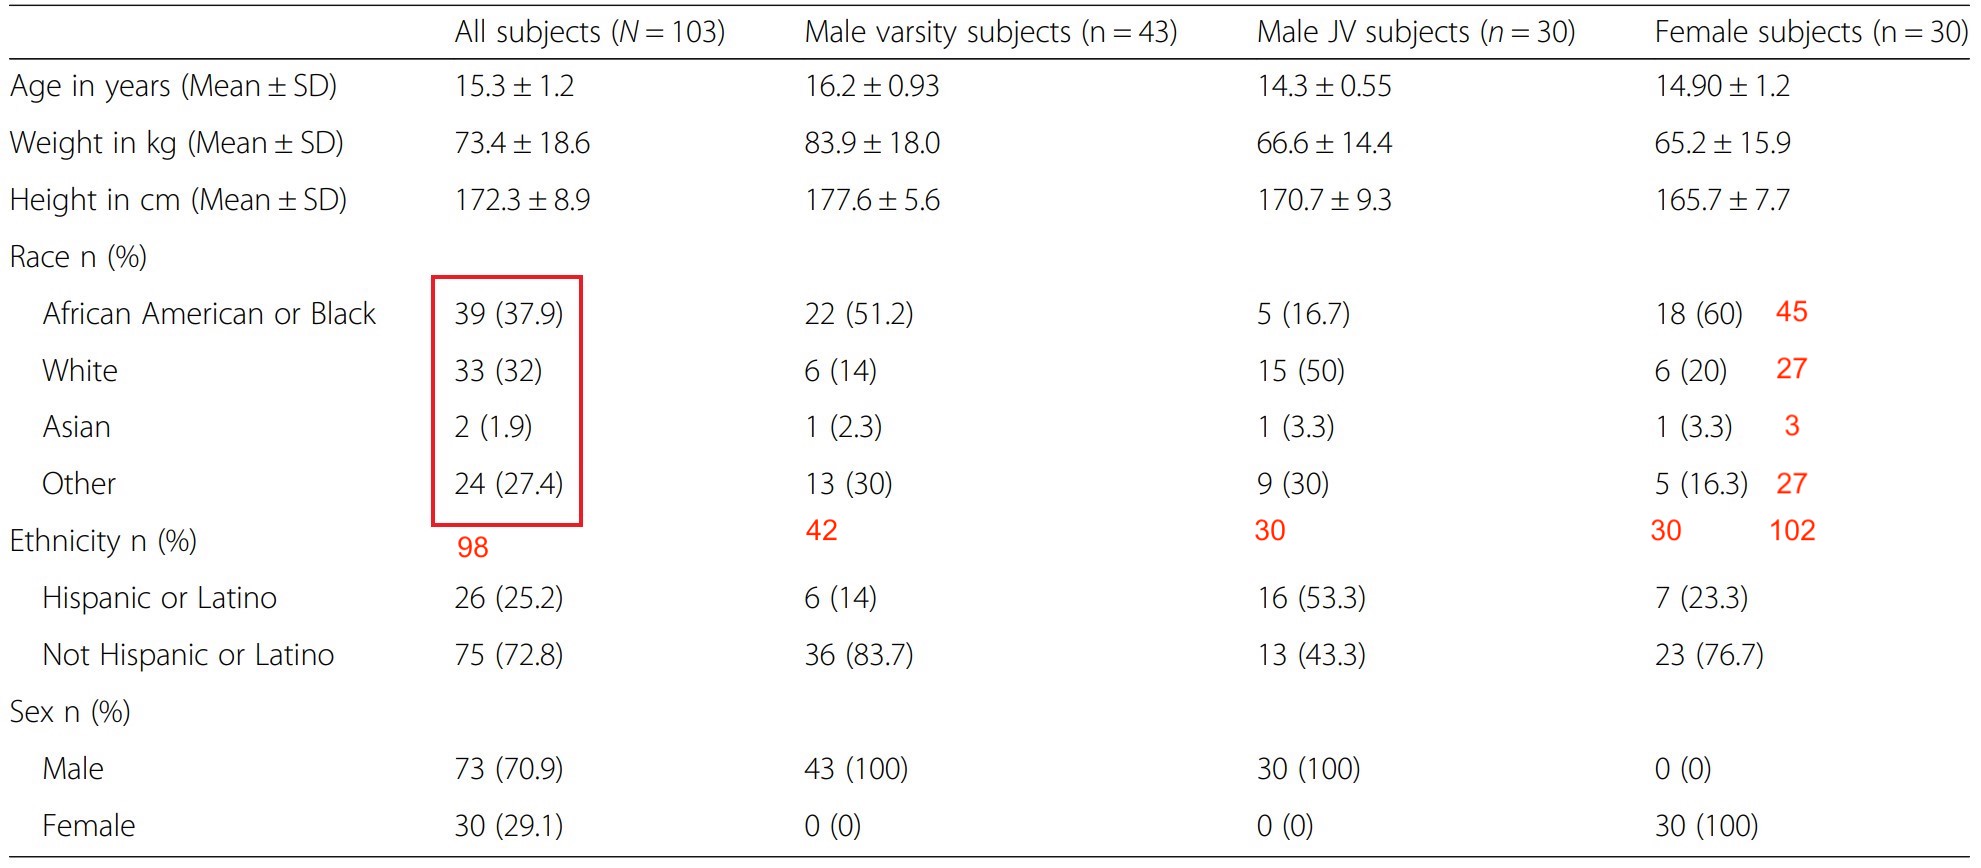 All subjects (N = 103) Male varsity subjects (n = 43) Male JV subjects (n = 30) Female subjects (n = 30)
Age in years (Mean ± SD) 15.3 ± 1.2 16.2 ± 0.93 14.3 ± 0.55 14.90 ± 1.2
Weight in kg (Mean ± SD) 73.4 ± 18.6 83.9 ± 18.0 66.6 ± 14.4 65.2 ± 15.9
Height in cm (Mean ± SD) 172.3 ± 8.9 177.6 ± 5.6 170.7 ± 9.3 165.7 ± 7.7
Race n (%)
African American or Black 39 (37.9) 22 (51.2) 5 (16.7) 18 (60) 45
White 33 (32) 6 (14) 15 (50) 6 (20) 27
Asian 2 (1.9) 1 (2.3) 1 (3.3) 1 (3.3) 3
Other 24 (27.4) 13 (30) 9 (30) 5 (16.3) 27
Ethnicity n (%) 98 42 30 30 102
Hispanic or Latino 26 (25.2) 6 (14) 16 (53.3) 7 (23.3)
Not Hispanic or Latino 75 (72.8) 36 (83.7) 13 (43.3) 23 (76.7)
Sex n (%)
Male 73 (70.9) 43 (100) 30 (100) 0 (0)
Female 30 (29.1) 0 (0) 0 (0) 30 (100)